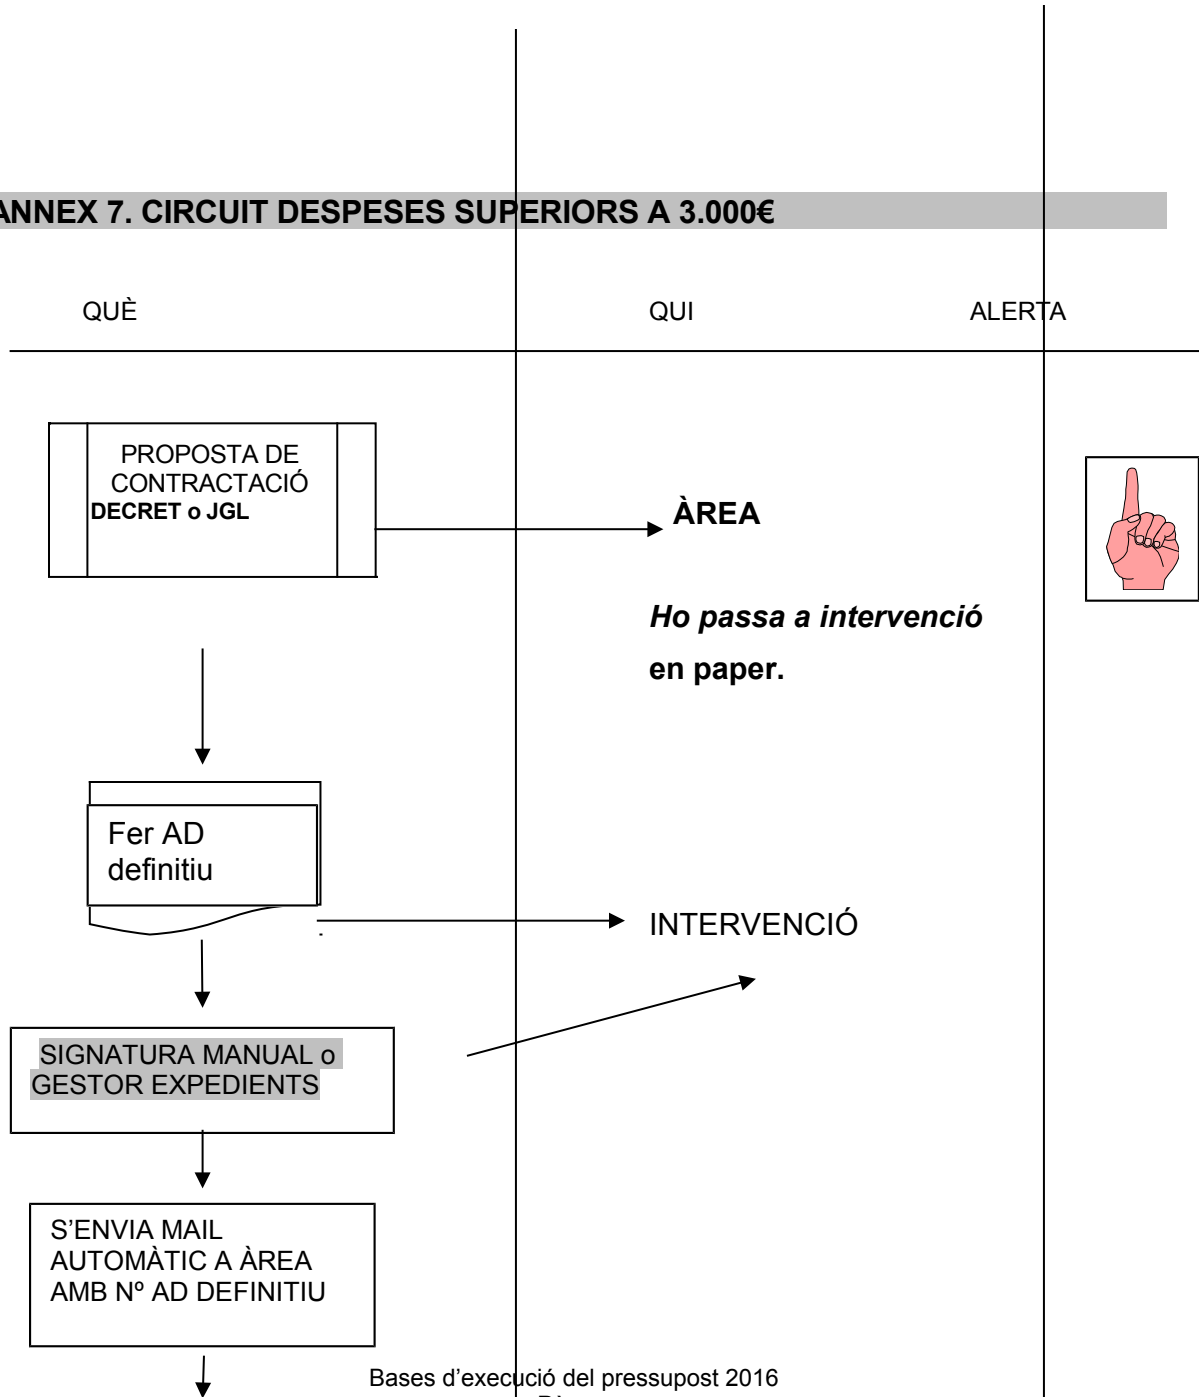 ANNEX 7. CIRCUIT DESPESES SUPERIORS A 3.000€
QUÈ QUI ALERTA
PROPOSTA DE
CONTRACTACIÓ
DECRET o JGL
ÀREA
Ho passa a intervenció
en paper.
Fer AD
definitiu
INTERVENCIÓ
SIGNATURA MANUAL o
GESTOR EXPEDIENTS
S'ENVIA MAIL
AUTOMÀTIC A ÀREA
AMB Nº AD DEFINITIU
Bases d'execució del pressupost 2016